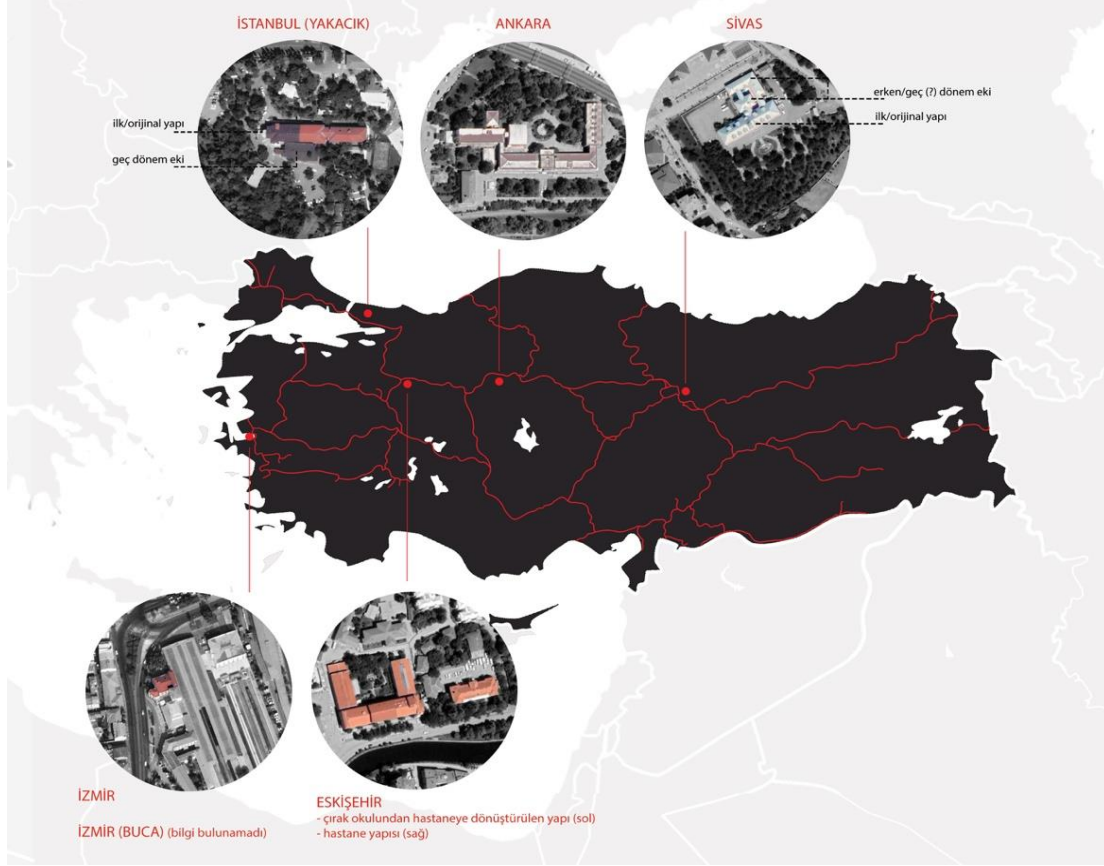 İSTANBUL (YAKACIK)
ANKARA
SİVAS
ilk/orijinal yapı
geç dönem eki
erken/geç (?) dönem eki
ilk/orijinal yapı
İZMİR
İZMİR (BUCA) (bilgi bulunamadı)
ESKİŞEHİR
- çırak okulundan hastaneye dönüştürülen yapı (sol)
- hastane yapısı (sağ)